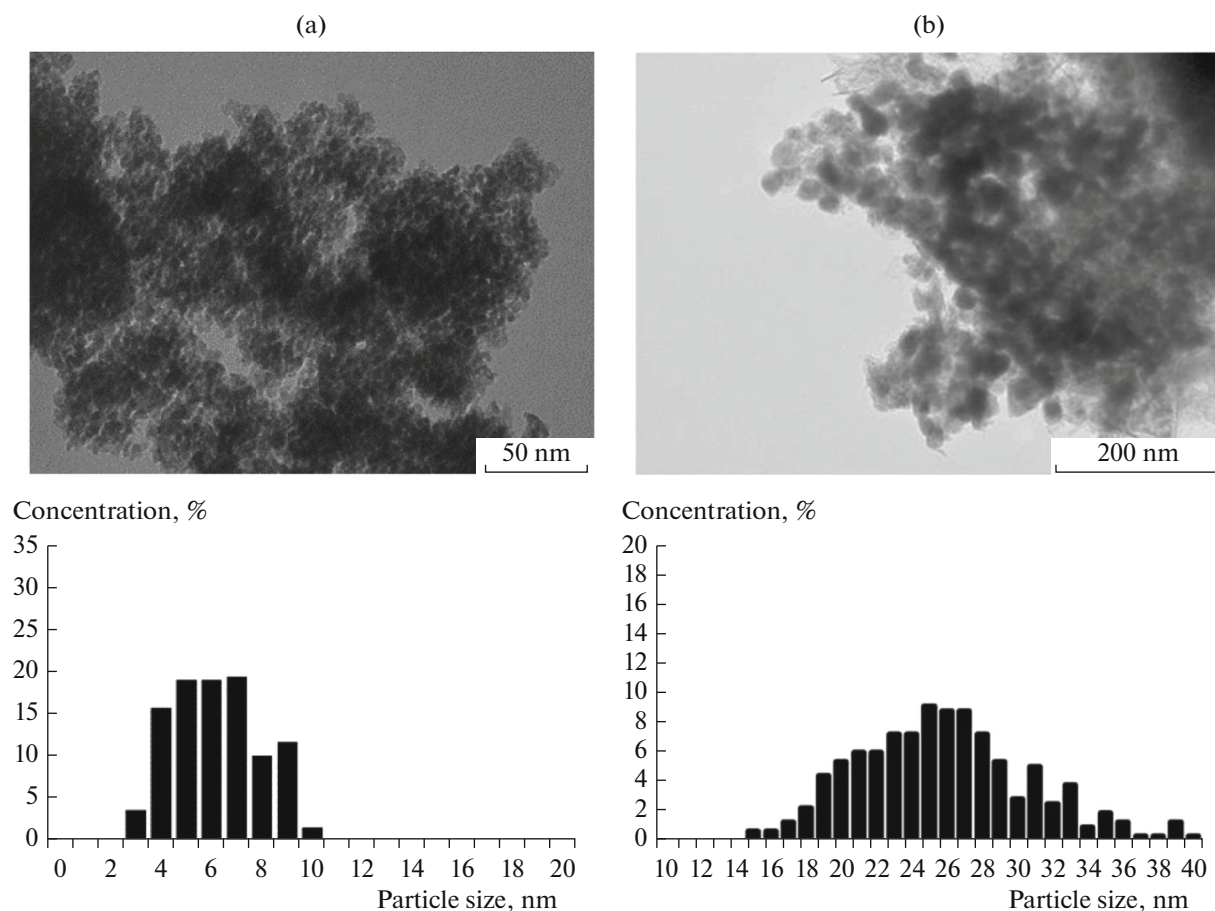 (a)
(b)
50 nm
200 nm
Concentration, %
35
30
25
20
15
10
5
0
0 2 4 6 8 10 12 14 16 18 20
Particle size, nm
Concentration, %
20
18
16
14
12
10
8
6
4
2
0
10 12 14 16 18 20 22 24 26 28 30 32 34 36 38 40
Particle size, nm